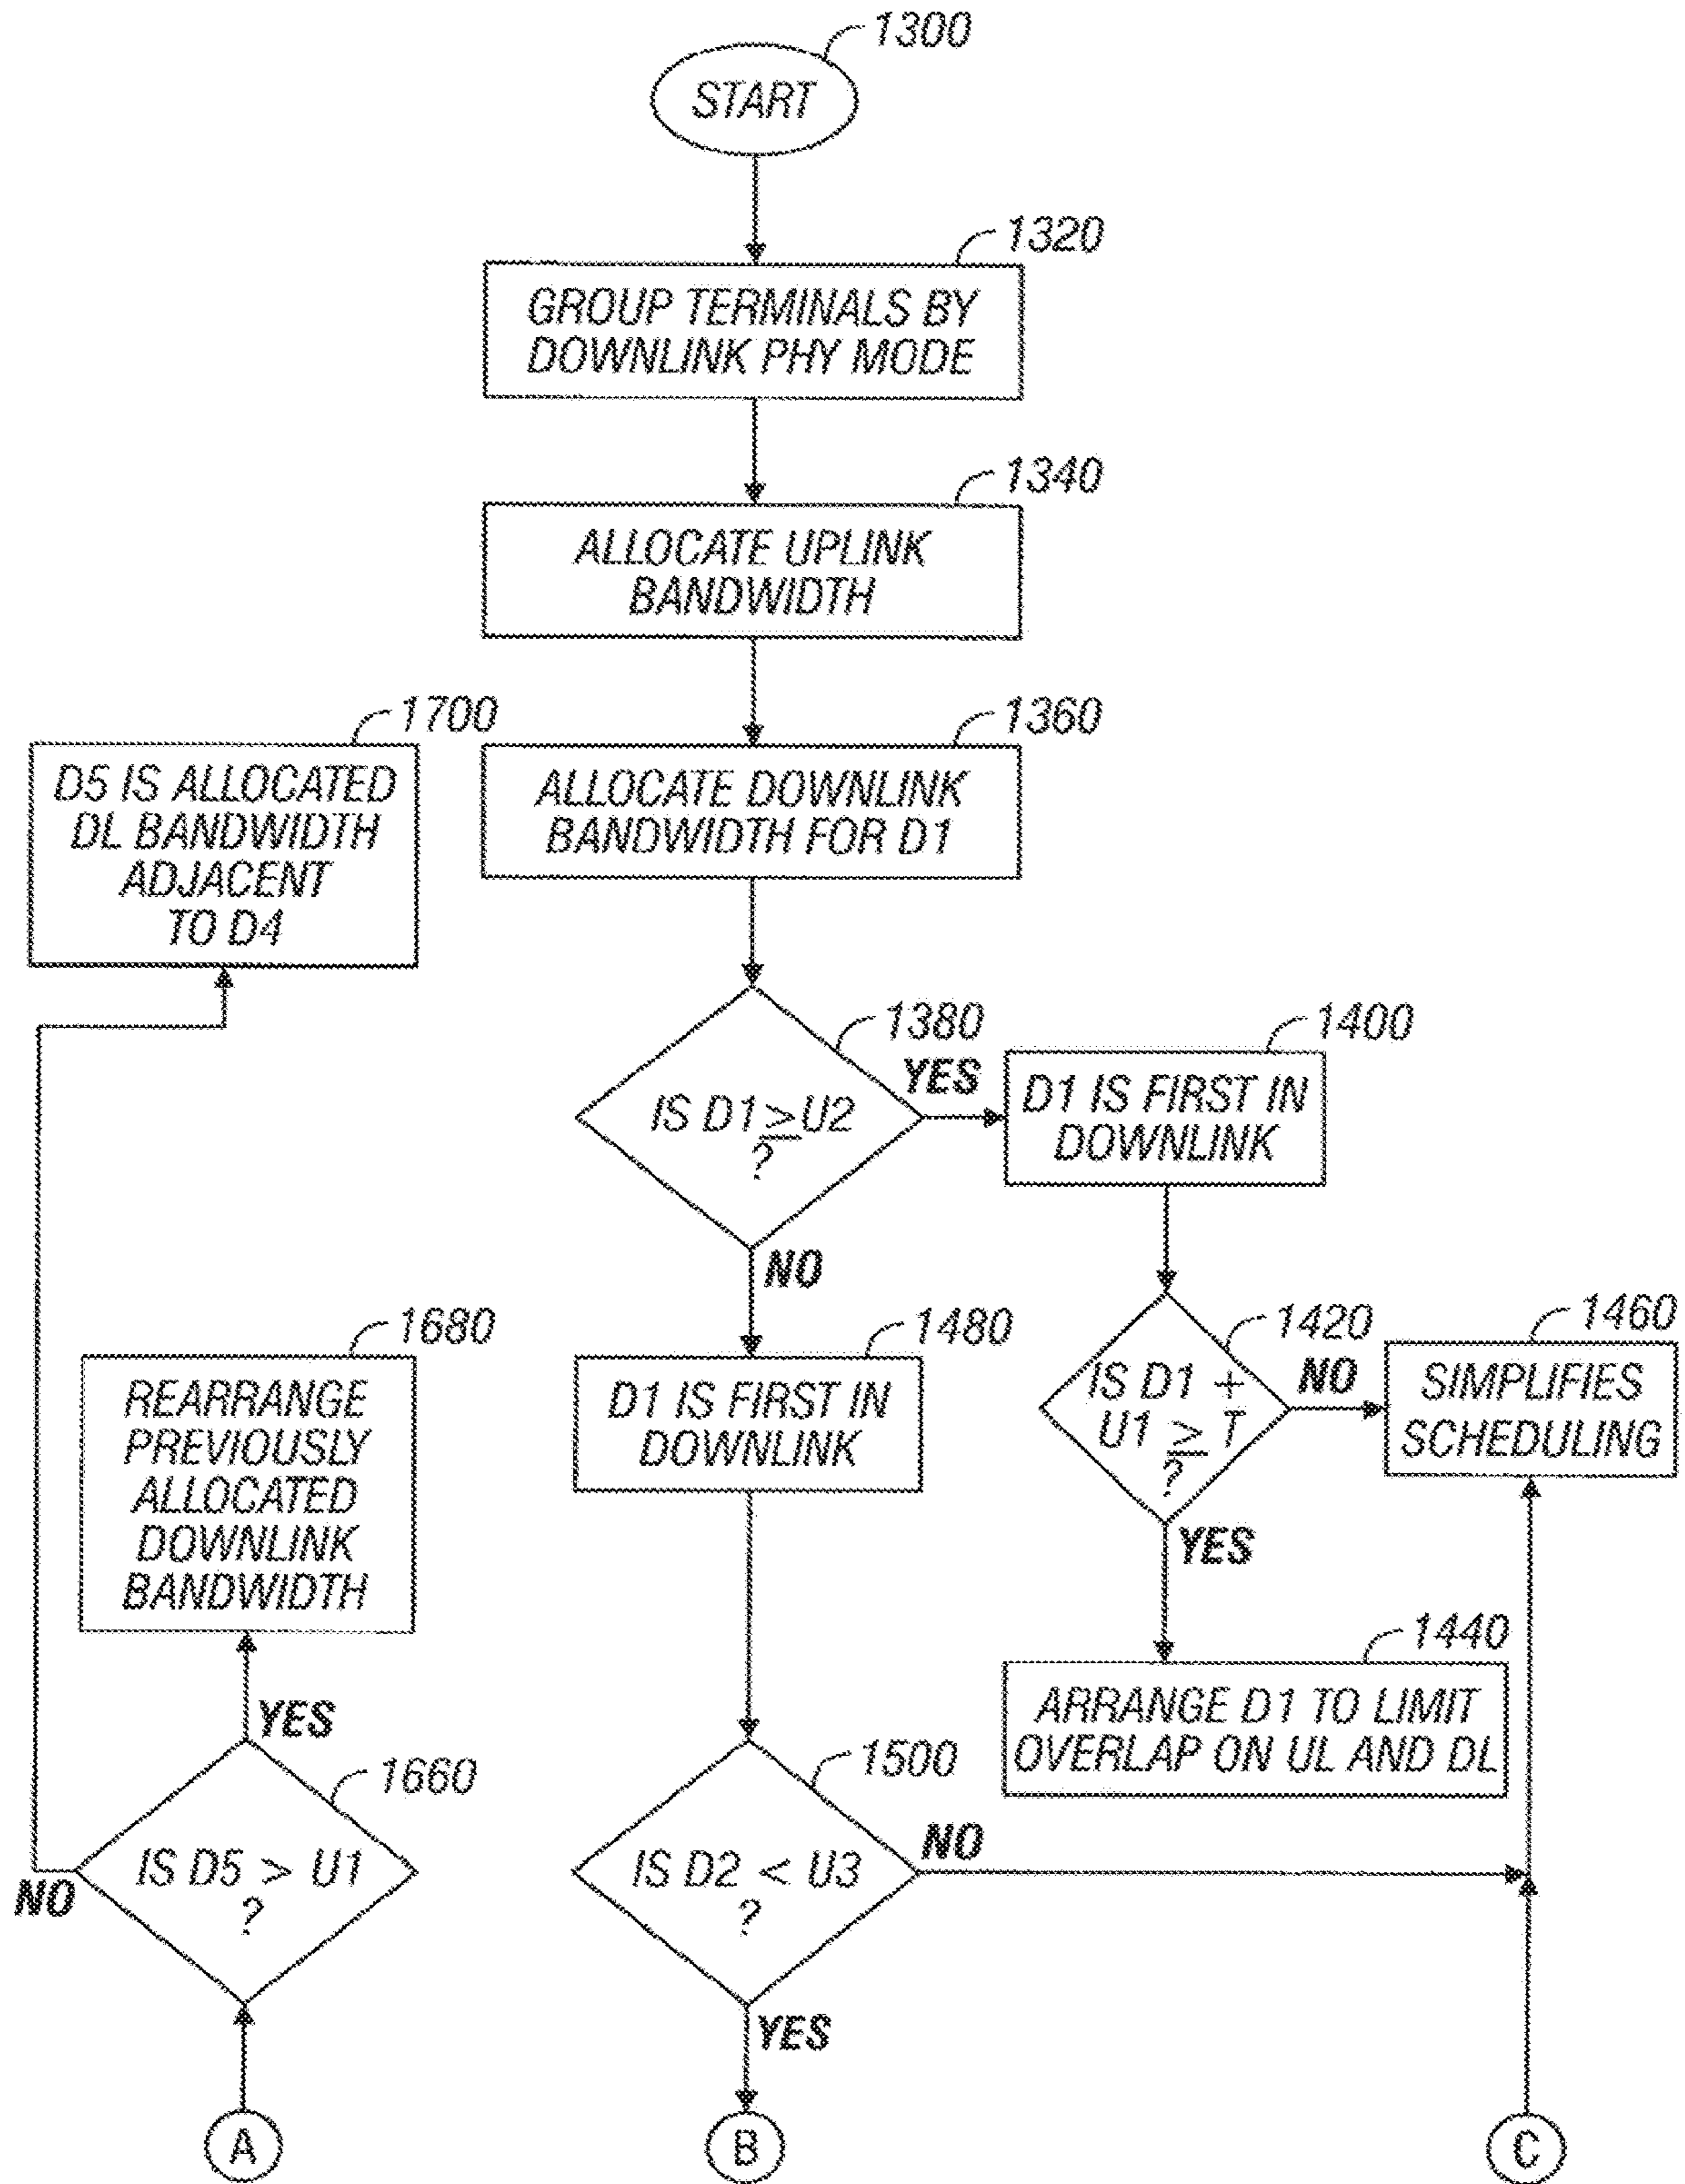 1300
START
1320
GROUP TERMINALS BY
DOWNLINK PHY MODE
1340
ALLOCATE UPLINK
BANDWIDTH
1700
D5 IS ALLOCATED
DL BANDWIDTH
ADJACENT
TO D4
1360
ALLOCATE DOWNLINK
BANDWIDTH FOR D1
1380
IS D1 ≥ U2
?
YES
NO
1400
D1 IS FIRST IN
DOWNLINK
1420
IS D1 +
U1 ≥ T
?
NO
YES
1460
SIMPLIFIES
SCHEDULING
1440
ARRANGE D1 TO LIMIT
OVERLAP ON UL AND DL
1480
D1 IS FIRST IN
DOWNLINK
1500
IS D2 < U3
?
NO
YES
1680
REARRANGE
PREVIOUSLY
ALLOCATED
DOWNLINK
BANDWIDTH
YES
1660
IS D5 > U1
?
NO
A
B
C